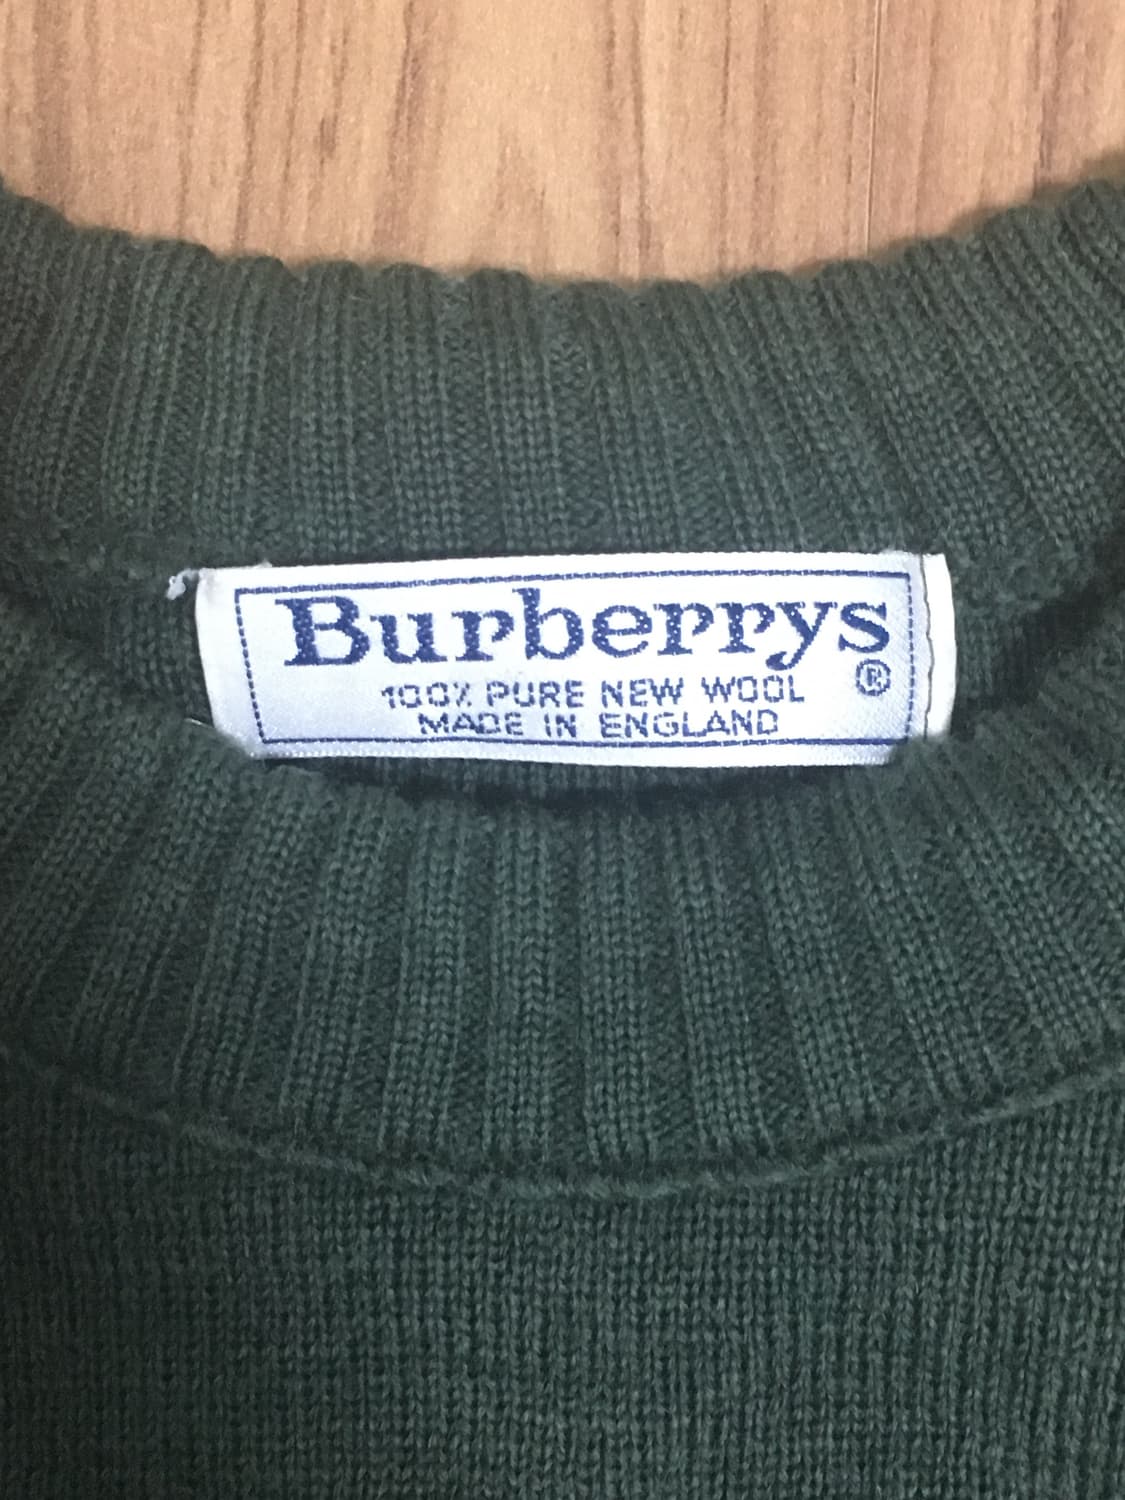 Burberrys
®
100% PURE NEW WOOL
MADE IN ENGLAND